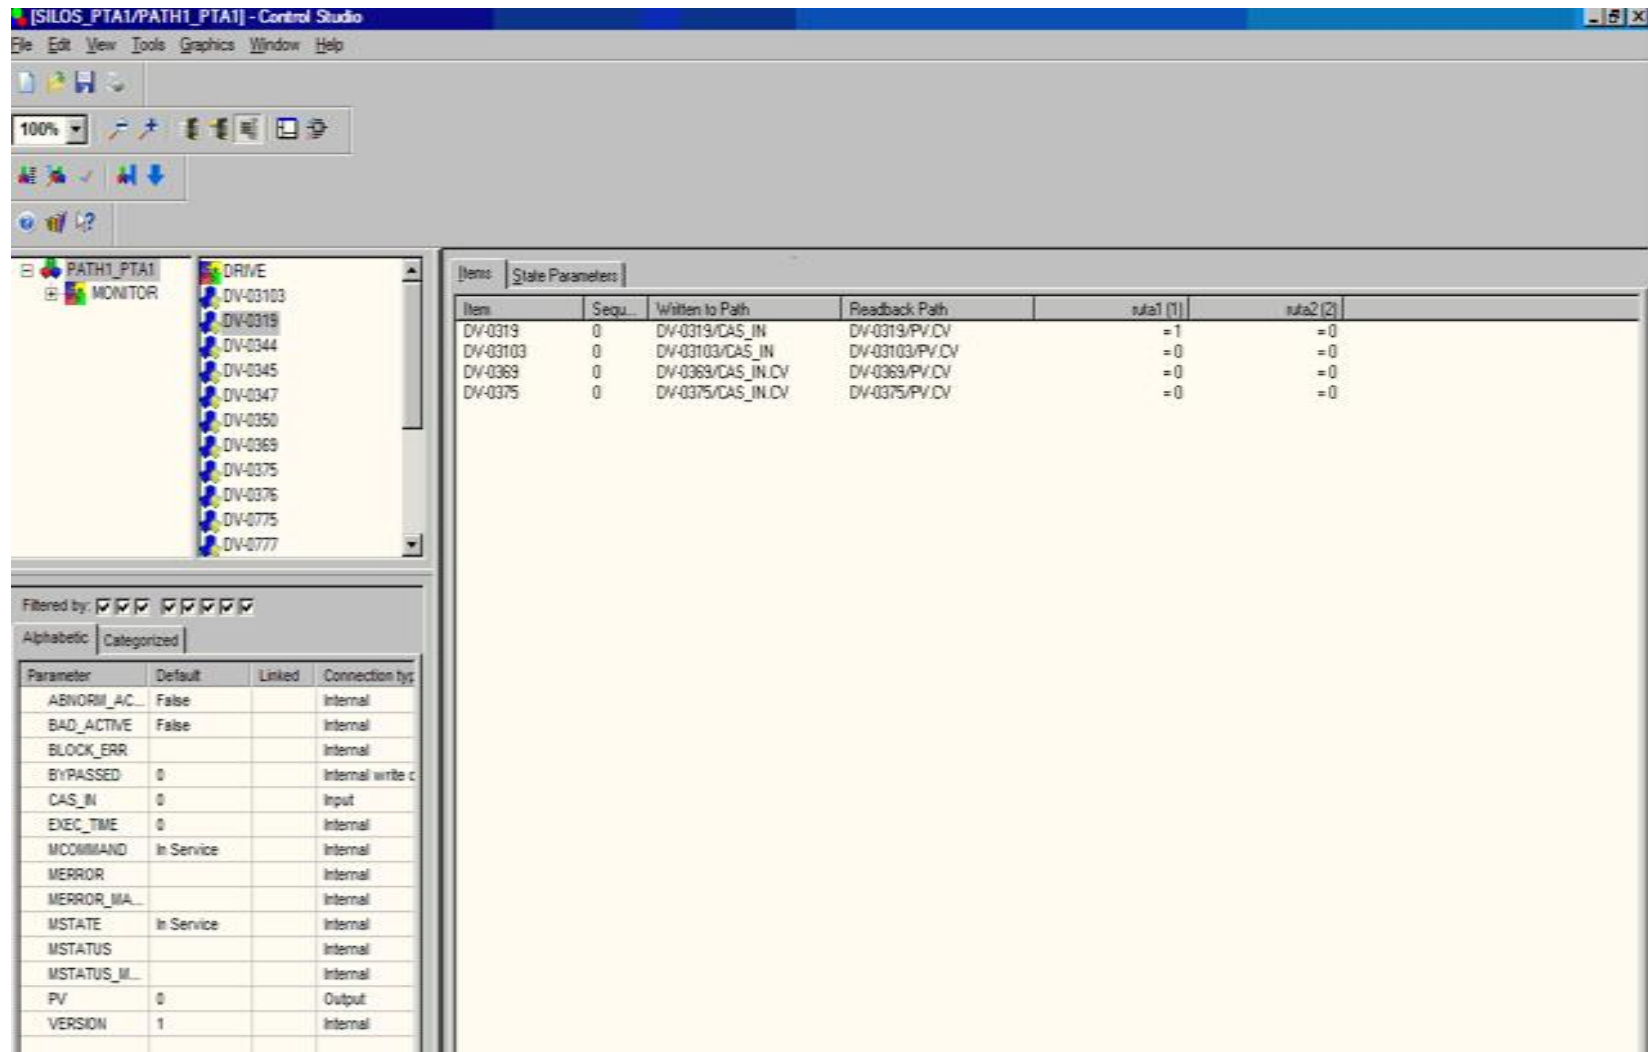 [SILOS_PTA1/PATH1_PTA1] - Control Studio
File Edit View Tools Graphics Window Help
100%
PATH1_PTA1
MONITOR
DRIVE
DV-03103
DV-0319
DV-0344
DV-0345
DV-0347
DV-0350
DV-0369
DV-0375
DV-0376
DV-0775
DV-0777
Filtered by:
Alphabetic Categorized
Parameter Default Linked Connection typ
ABNORM_AC... False Internal
BAD_ACTIVE False Internal
BLOCK_ERR Internal
BYPASSED 0 Internal write c
CAS_IN 0 Input
EXEC_TIME 0 Internal
MCOMMAND In Service Internal
MERROR Internal
MERROR_MA... Internal
MSTATE In Service Internal
MSTATUS Internal
MSTATUS_M... Internal
PV 0 Output
VERSION 1 Internal
Items State Parameters
Item Sequ... Written to Path Readback Path ruta1 (1) ruta2 (2)
DV-0319 0 DV-0319/CAS_IN DV-0319/PV.CV =1 =0
DV-03103 0 DV-03103/CAS_IN DV-03103/PV.CV =0 =0
DV-0369 0 DV-0369/CAS_IN.CV DV-0369/PV.CV =0 =0
DV-0375 0 DV-0375/CAS_IN.CV DV-0375/PV.CV =0 =0